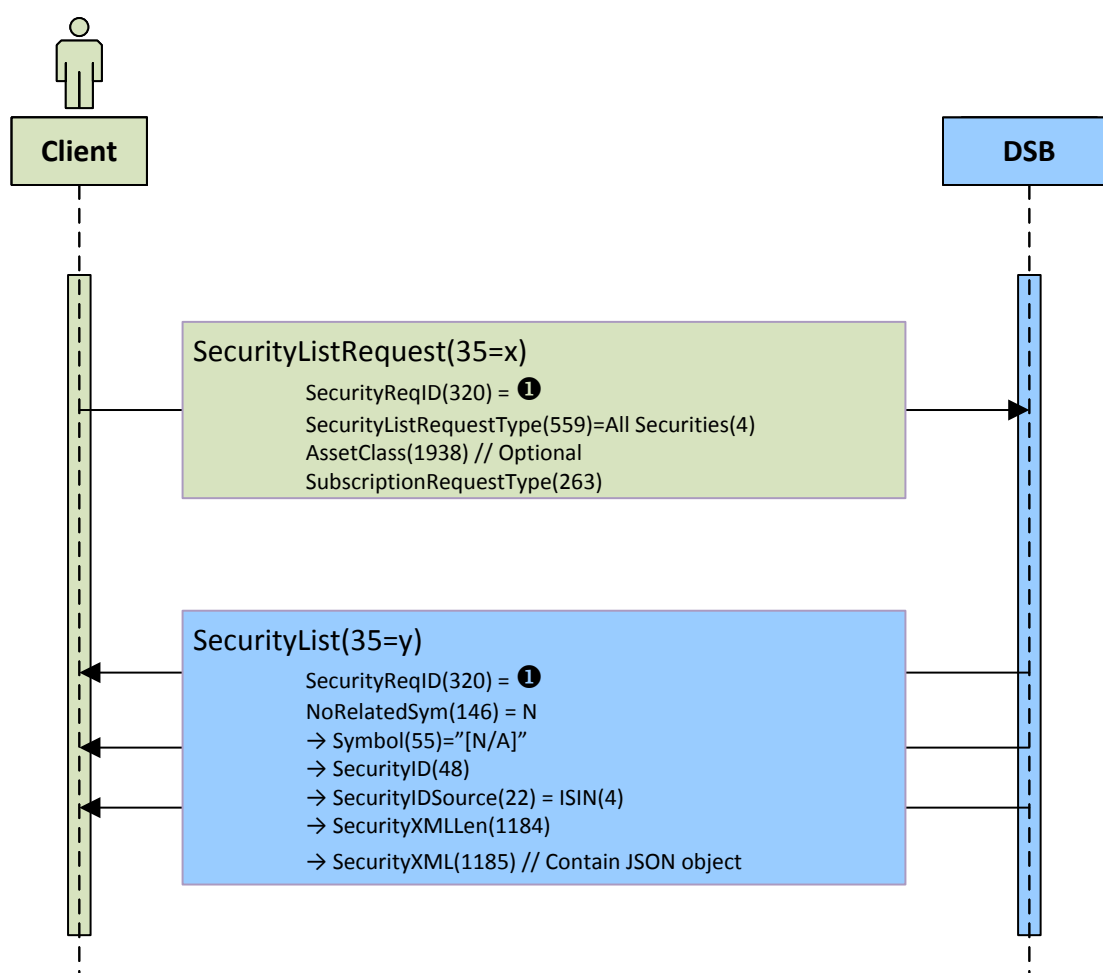 Client
DSB
SecurityListRequest(35=x)
SecurityReqID(320) = ❶
SecurityListRequestType(559)=All Securities(4)
AssetClass(1938) // Optional
SubscriptionRequestType(263)
SecurityList(35=y)
SecurityReqID(320) = ❶
NoRelatedSym(146) = N
→ Symbol(55)=”[N/A]”
→ SecurityID(48)
→ SecurityIDSource(22) = ISIN(4)
→ SecurityXMLLen(1184)
→ SecurityXML(1185) // Contain JSON object